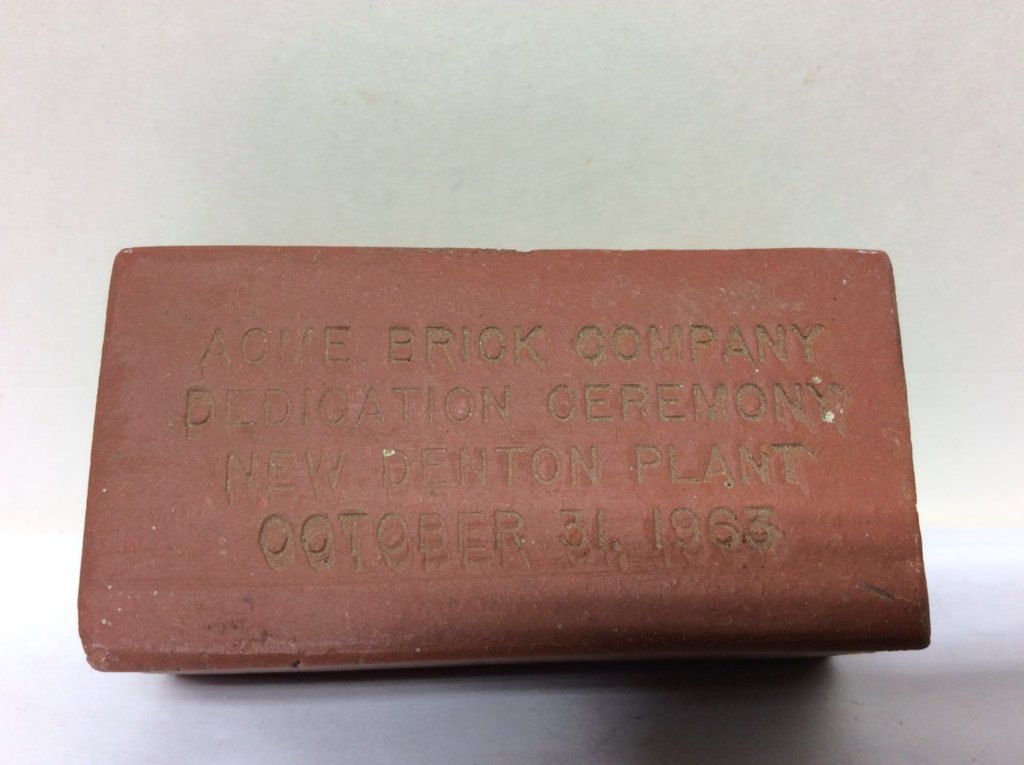 ACME BRICK COMPANY
DEDICATION CEREMONY
NEW DENTON PLANT
OCTOBER 31, 1963